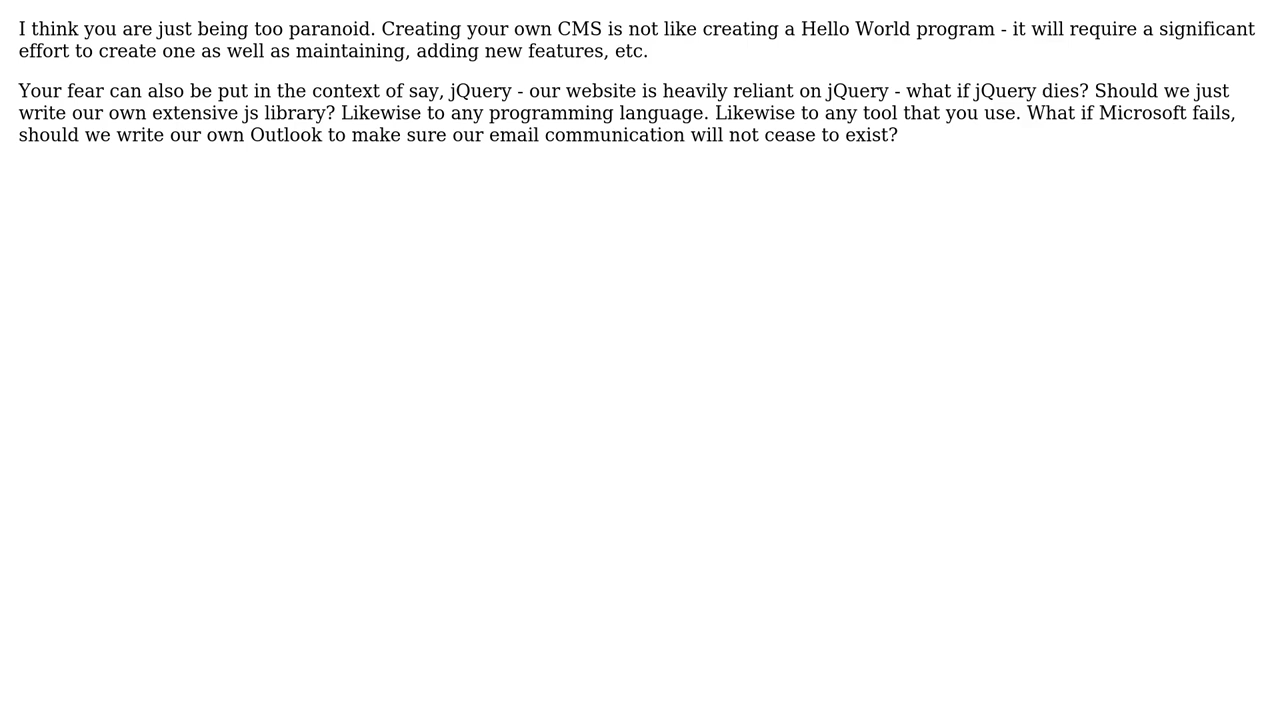 I think you are just being too paranoid. Creating your own CMS is not like creating a Hello World program - it will require a significant
effort to create one as well as maintaining, adding new features, etc.
Your fear can also be put in the context of say, jQuery - our website is heavily reliant on jQuery - what if jQuery dies? Should we just
write our own extensive js library? Likewise to any programming language. Likewise to any tool that you use. What if Microsoft fails,
should we write our own Outlook to make sure our email communication will not cease to exist?